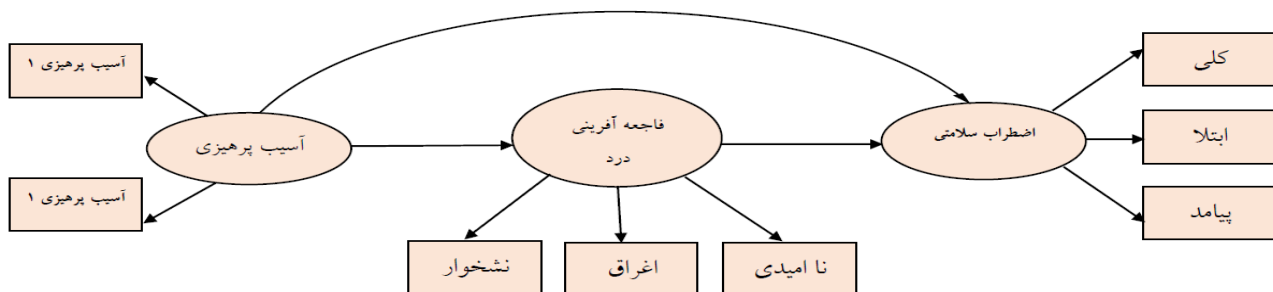 کلی
آسیب پرهیزی ۱
فاجعه آفرینی
درد
اضطراب سلامتی
ابتلا
آسیب پرهیزی
آسیب پرهیزی ۱
پیامد
نا امیدی
اغراق
نشخوار